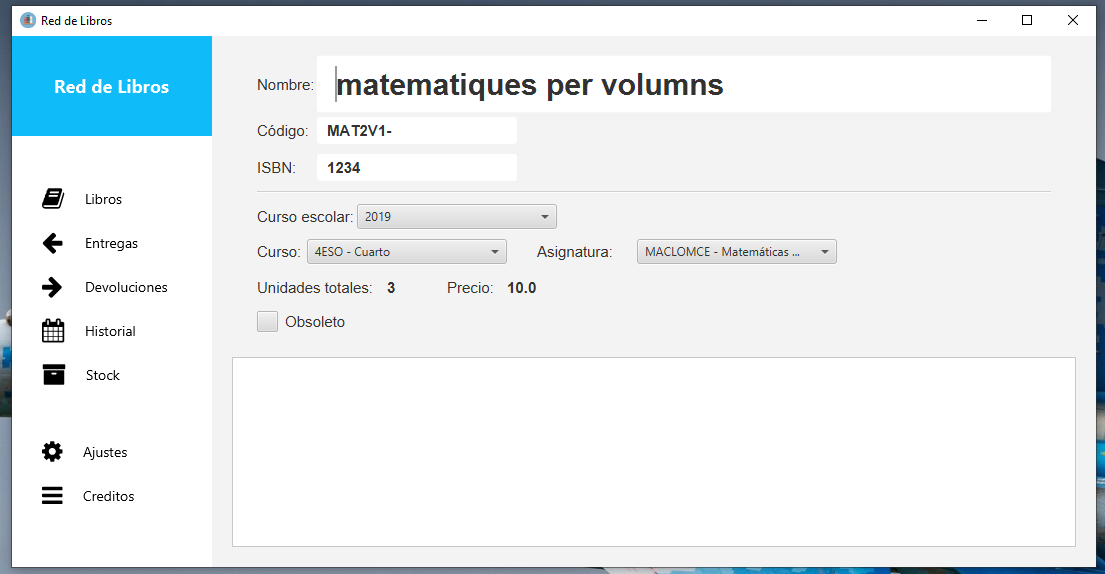 Red de Libros
Red de Libros
Libros
Entregas
Devoluciones
Historial
Stock
Ajustes
Creditos
Nombre: matematiques per volumns
Código: MAT2V1-
ISBN: 1234
Curso escolar: 2019
Curso: 4ESO - Cuarto Asignatura: MACLOMCE - Matemáticas ...
Unidades totales: 3 Precio: 10.0
Obsoleto